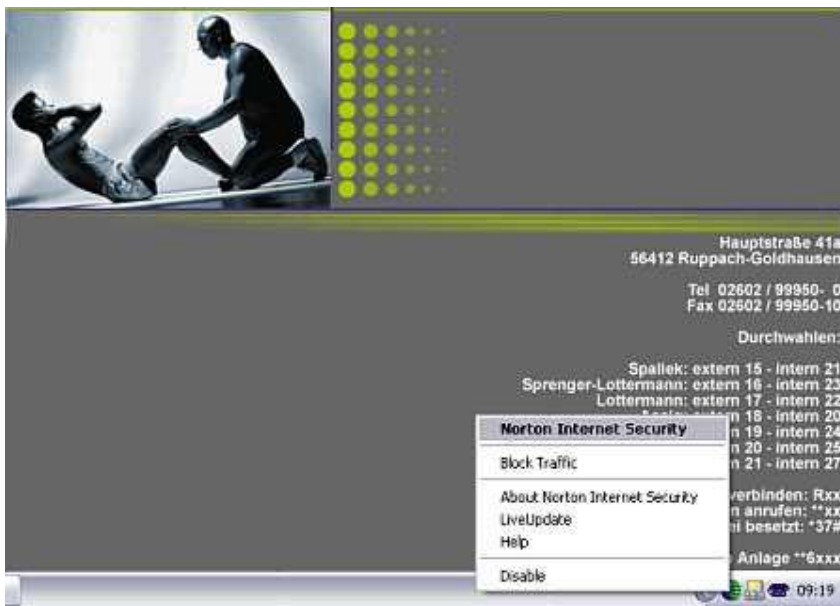 Hauptstraße 41a
56412 Ruppach-Goldhausen
Tel 02602 / 99950- 0
Fax 02602 / 99950-10
Durchwahlen:
Spallek: extern 15 - intern 21
Sprenger-Lottermann: extern 16 - intern 23
Lottermann: extern 17 - intern 22
18 - intern 20
n 19 - intern 24
n 20 - intern 25
n 21 - intern 27
verbinden: Rxx
n anrufen: **xx
ei besetzt: *37#
Anlage **6xxx
Norton Internet Security
Block Traffic
About Norton Internet Security
LiveUpdate
Help
Disable
09:19